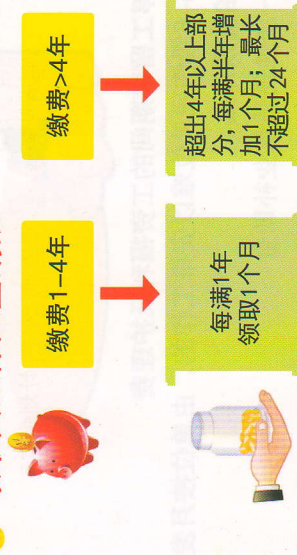 缴费1-4年
每满1年
领取1个月
缴费>4年
超出4年以上部
分，每满半年增
加1个月；最长
不超过24个月